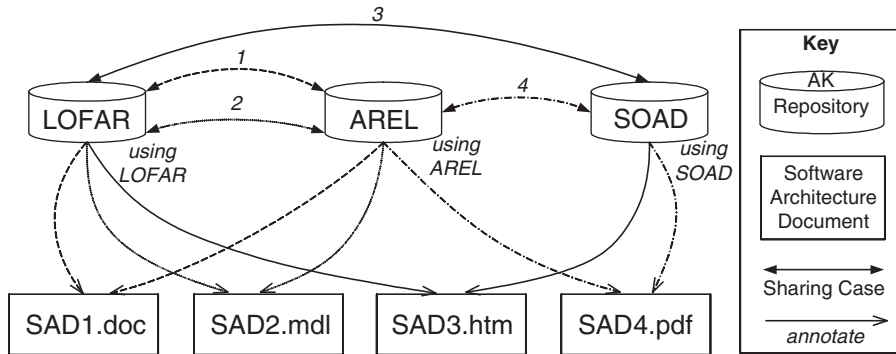 3
1
2
4
LOFAR
AREL
SOAD
using
LOFAR
using
AREL
using
SOAD
SAD1.doc
SAD2.mdl
SAD3.htm
SAD4.pdf
Key
AK
Repository
Software
Architecture
Document
Sharing Case
annotate